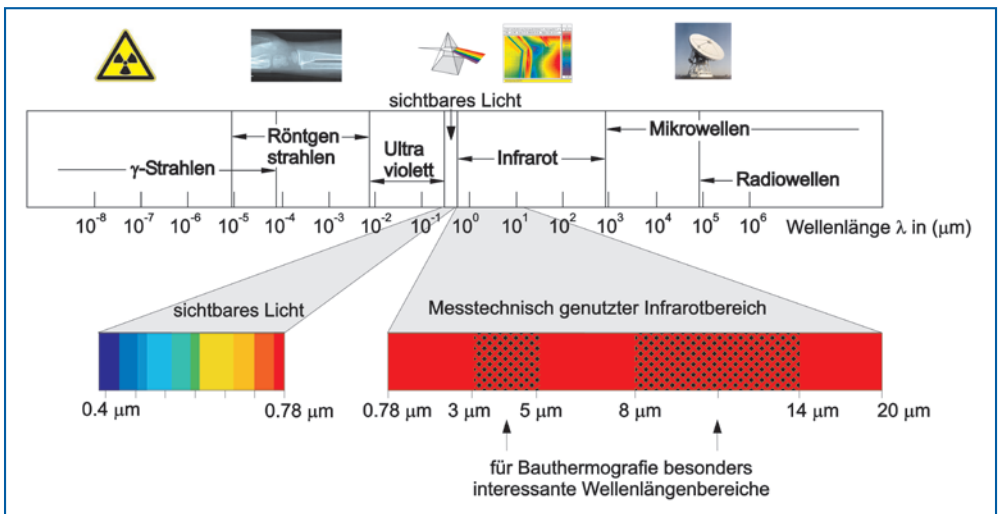 sichtbares Licht
Mikrowellen
Röntgen
strahlen
Ultra
violett
Infrarot
γ-Strahlen
Radiowellen
10⁻⁸ 10⁻⁷ 10⁻⁶ 10⁻⁵ 10⁻⁴ 10⁻³ 10⁻² 10⁻¹ 10⁰ 10¹ 10² 10³ 10⁴ 10⁵ 10⁶ Wellenlänge λ in (μm)
sichtbares Licht
Messtechnisch genutzter Infrarotbereich
0.4 μm 0.78 μm
0.78 μm 3 μm 5 μm 8 μm 14 μm 20 μm
für Bauthermografie besonders
interessante Wellenlängenbereiche